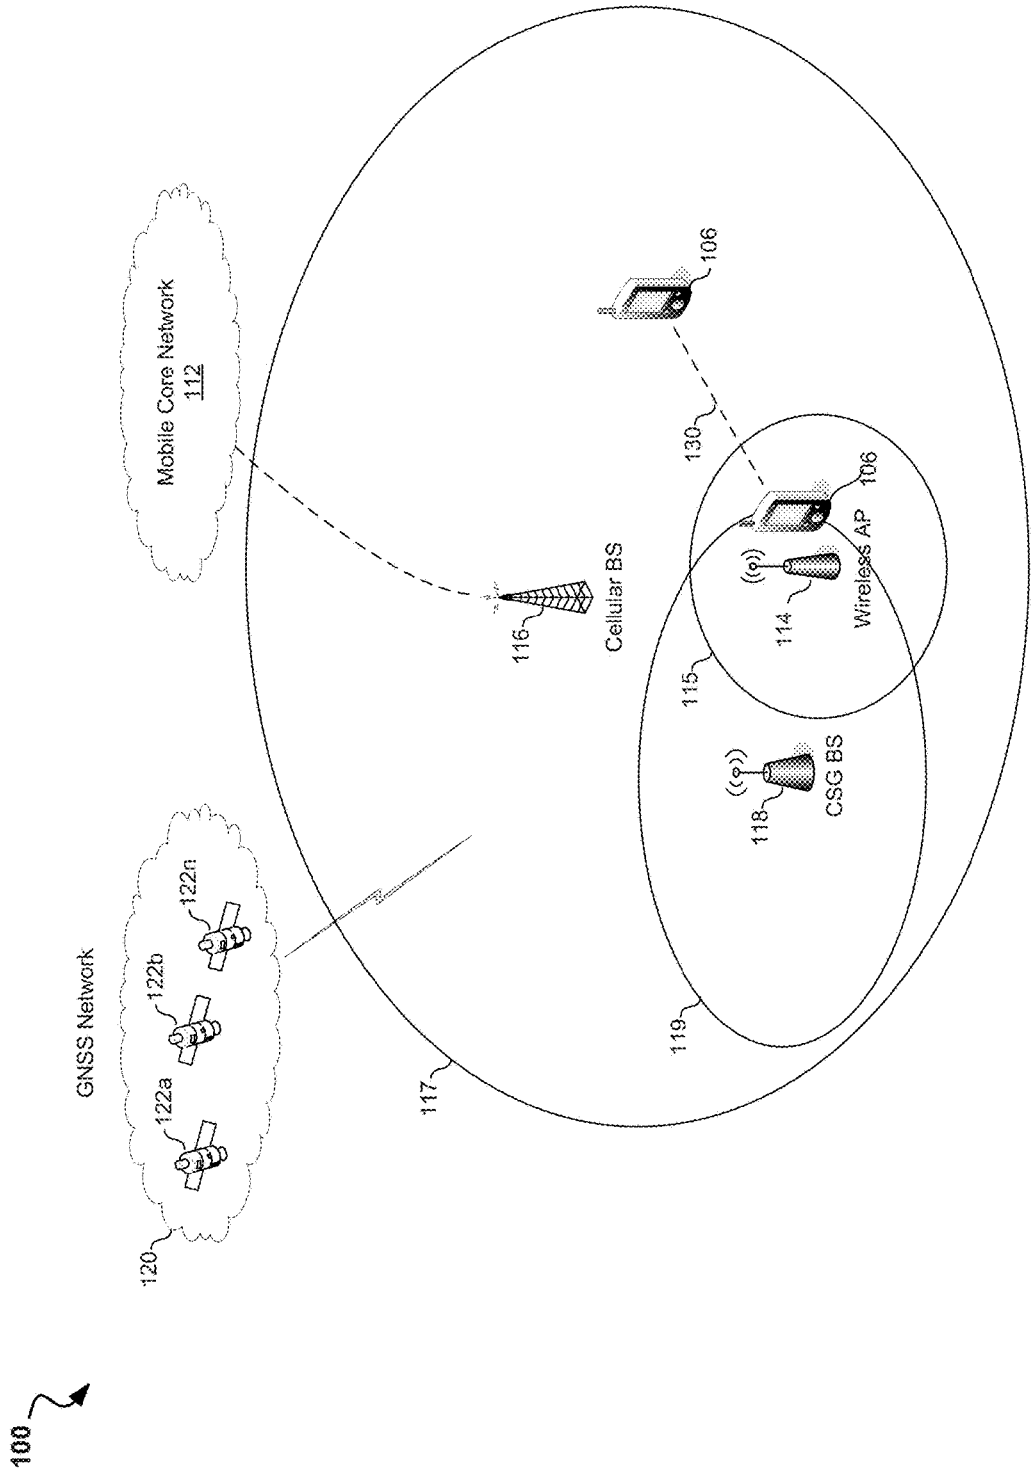 100
GNSS Network
120
122a
122b
122n
Mobile Core Network
112
117
116
Cellular BS
119
118
CSG BS
115
114
Wireless AP
106
130
106